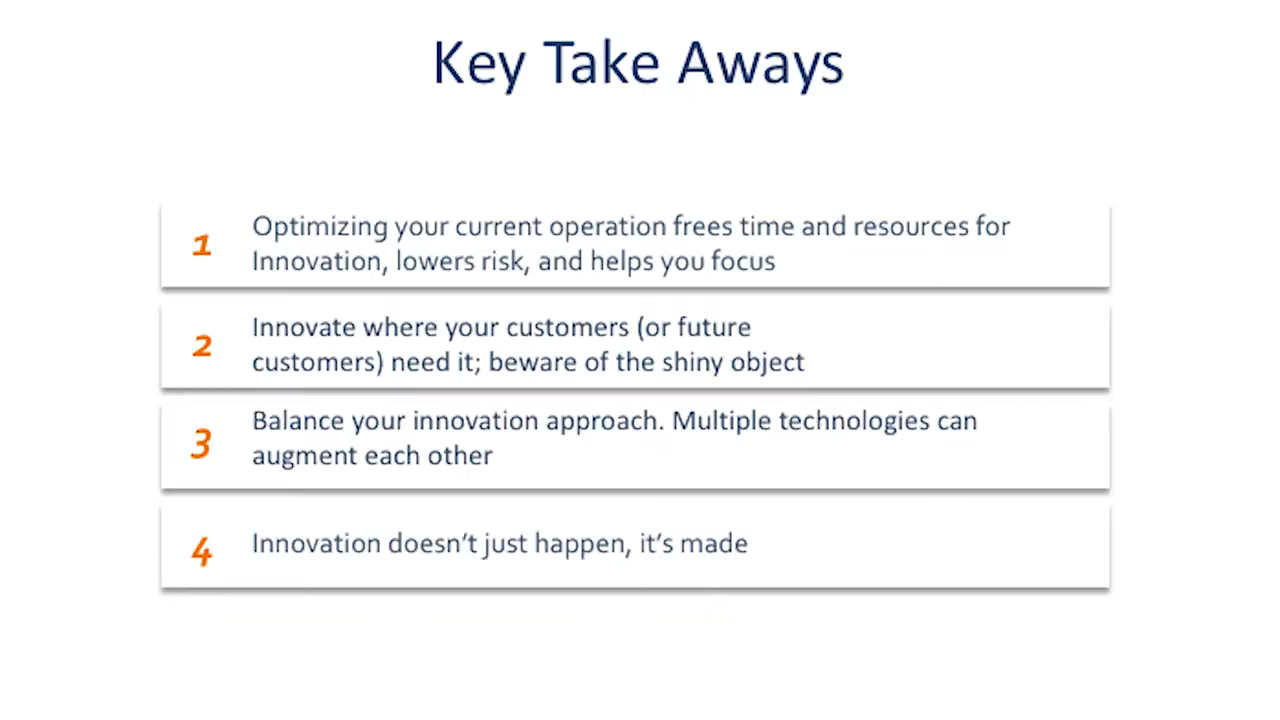 Key Take Aways
1
Optimizing your current operation frees time and resources for
Innovation, lowers risk, and helps you focus
2
Innovate where your customers (or future
customers) need it; beware of the shiny object
3
Balance your innovation approach. Multiple technologies can
augment each other
4
Innovation doesn’t just happen, it’s made